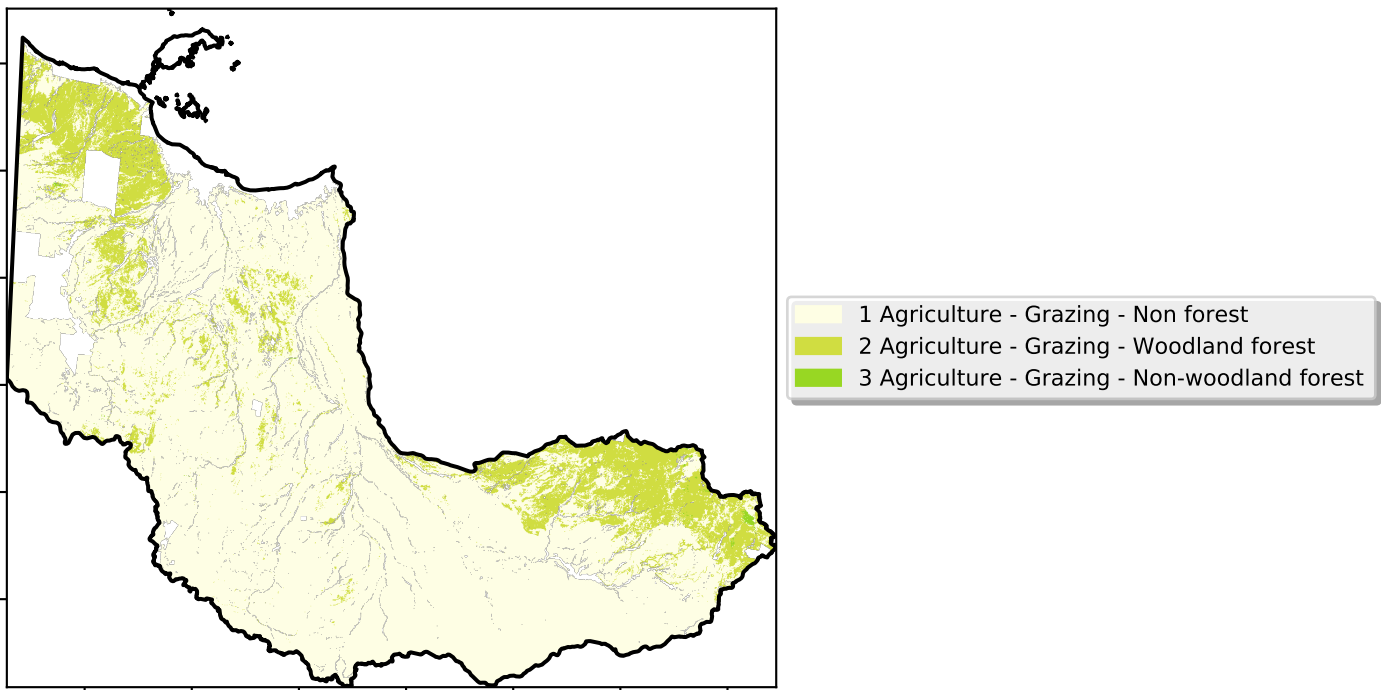 1 Agriculture - Grazing - Non forest
2 Agriculture - Grazing - Woodland forest
3 Agriculture - Grazing - Non-woodland forest